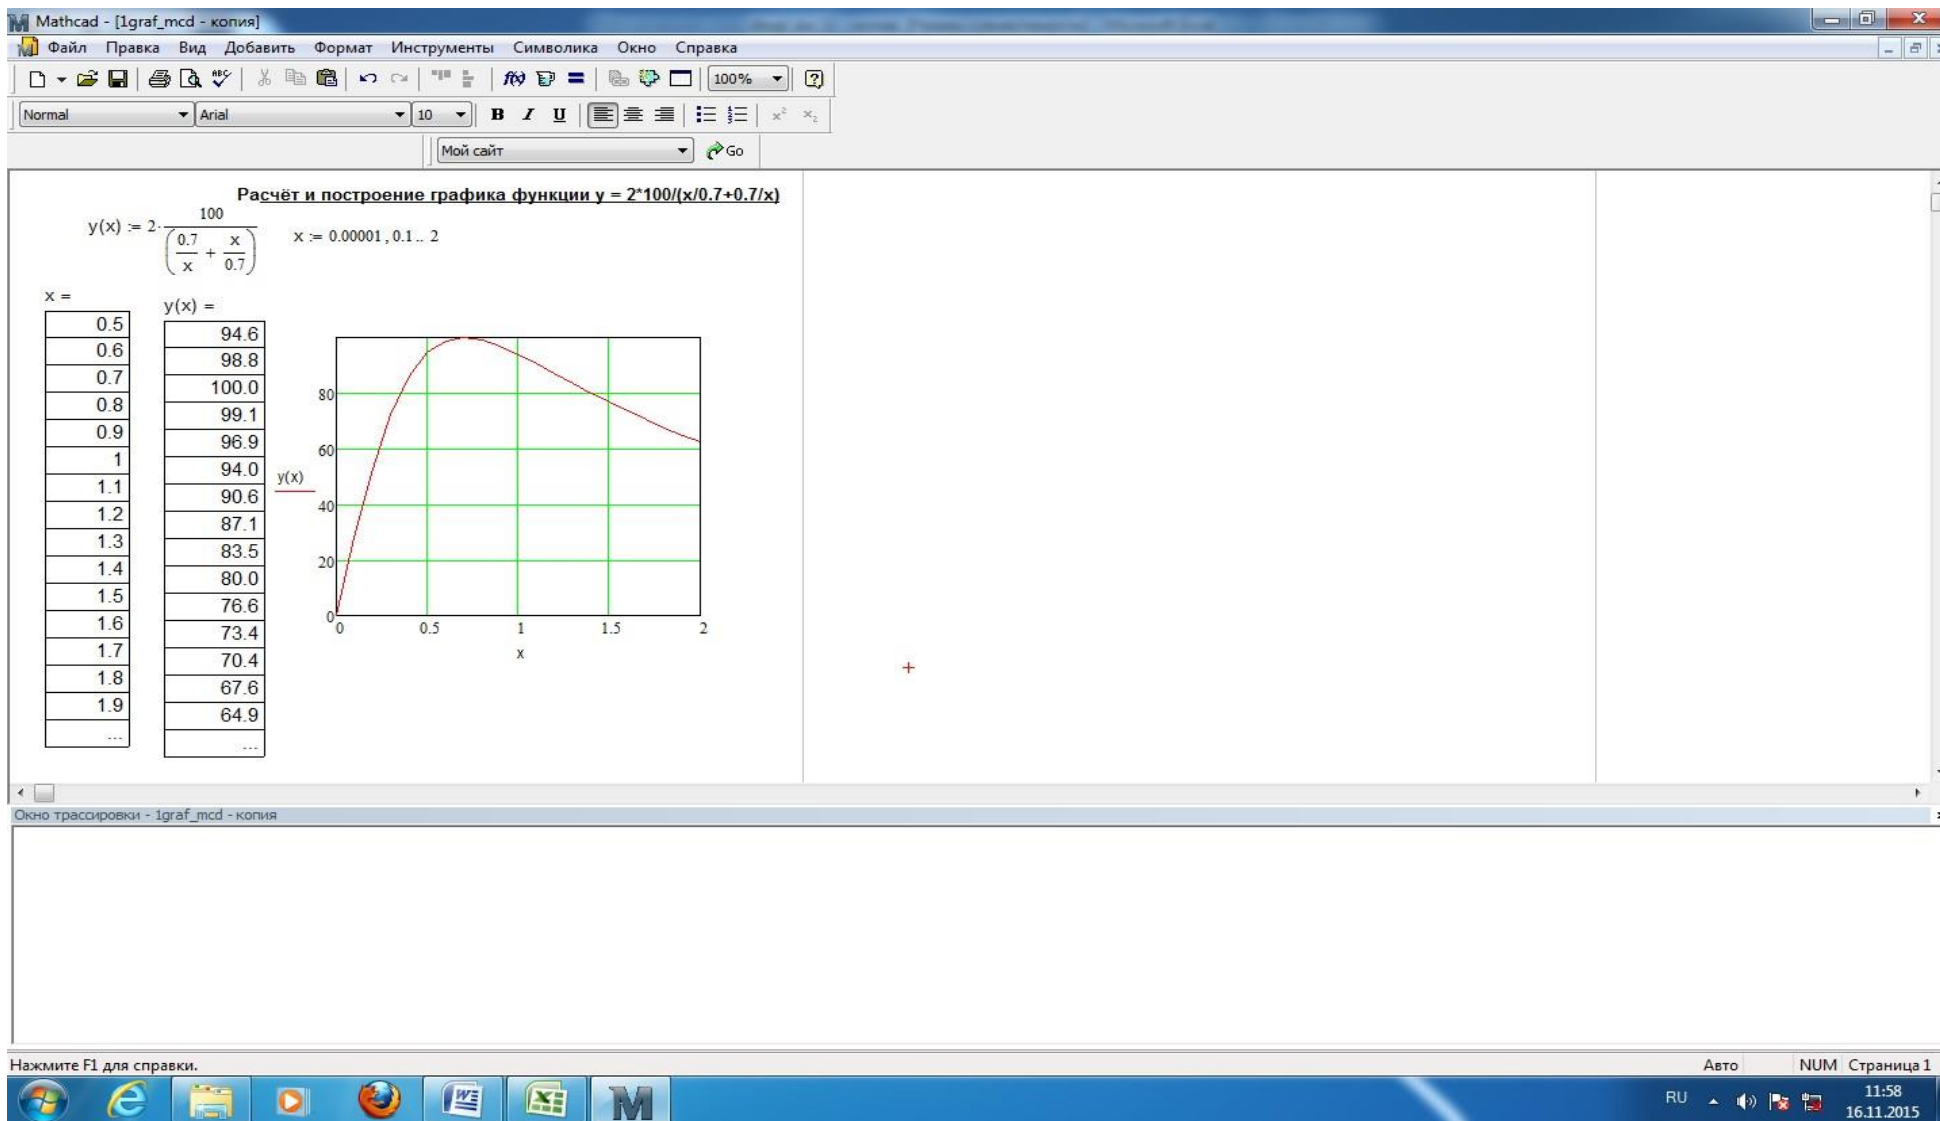 Mathcad - [1graf_mcd - копия]
Файл Правка Вид Добавить Формат Инструменты Символика Окно Справка
100%
Normal Arial 10 B I U
Мой сайт Go
Расчёт и построение графика функции y = 2*100/(x/0.7+0.7/x)
y(x) := 2·100/(0.7/x + x/0.7) x := 0.00001 , 0.1 .. 2
x =
0.5
0.6
0.7
0.8
0.9
1
1.1
1.2
1.3
1.4
1.5
1.6
1.7
1.8
1.9
...
y(x) =
94.6
98.8
100.0
99.1
96.9
94.0
90.6
87.1
83.5
80.0
76.6
73.4
70.4
67.6
64.9
...
y(x)
80
60
40
20
0
0 0.5 1 1.5 2
x
Окно трассировки - 1graf_mcd - копия
Нажмите F1 для справки. Авто NUM Страница 1
RU 11:58
16.11.2015